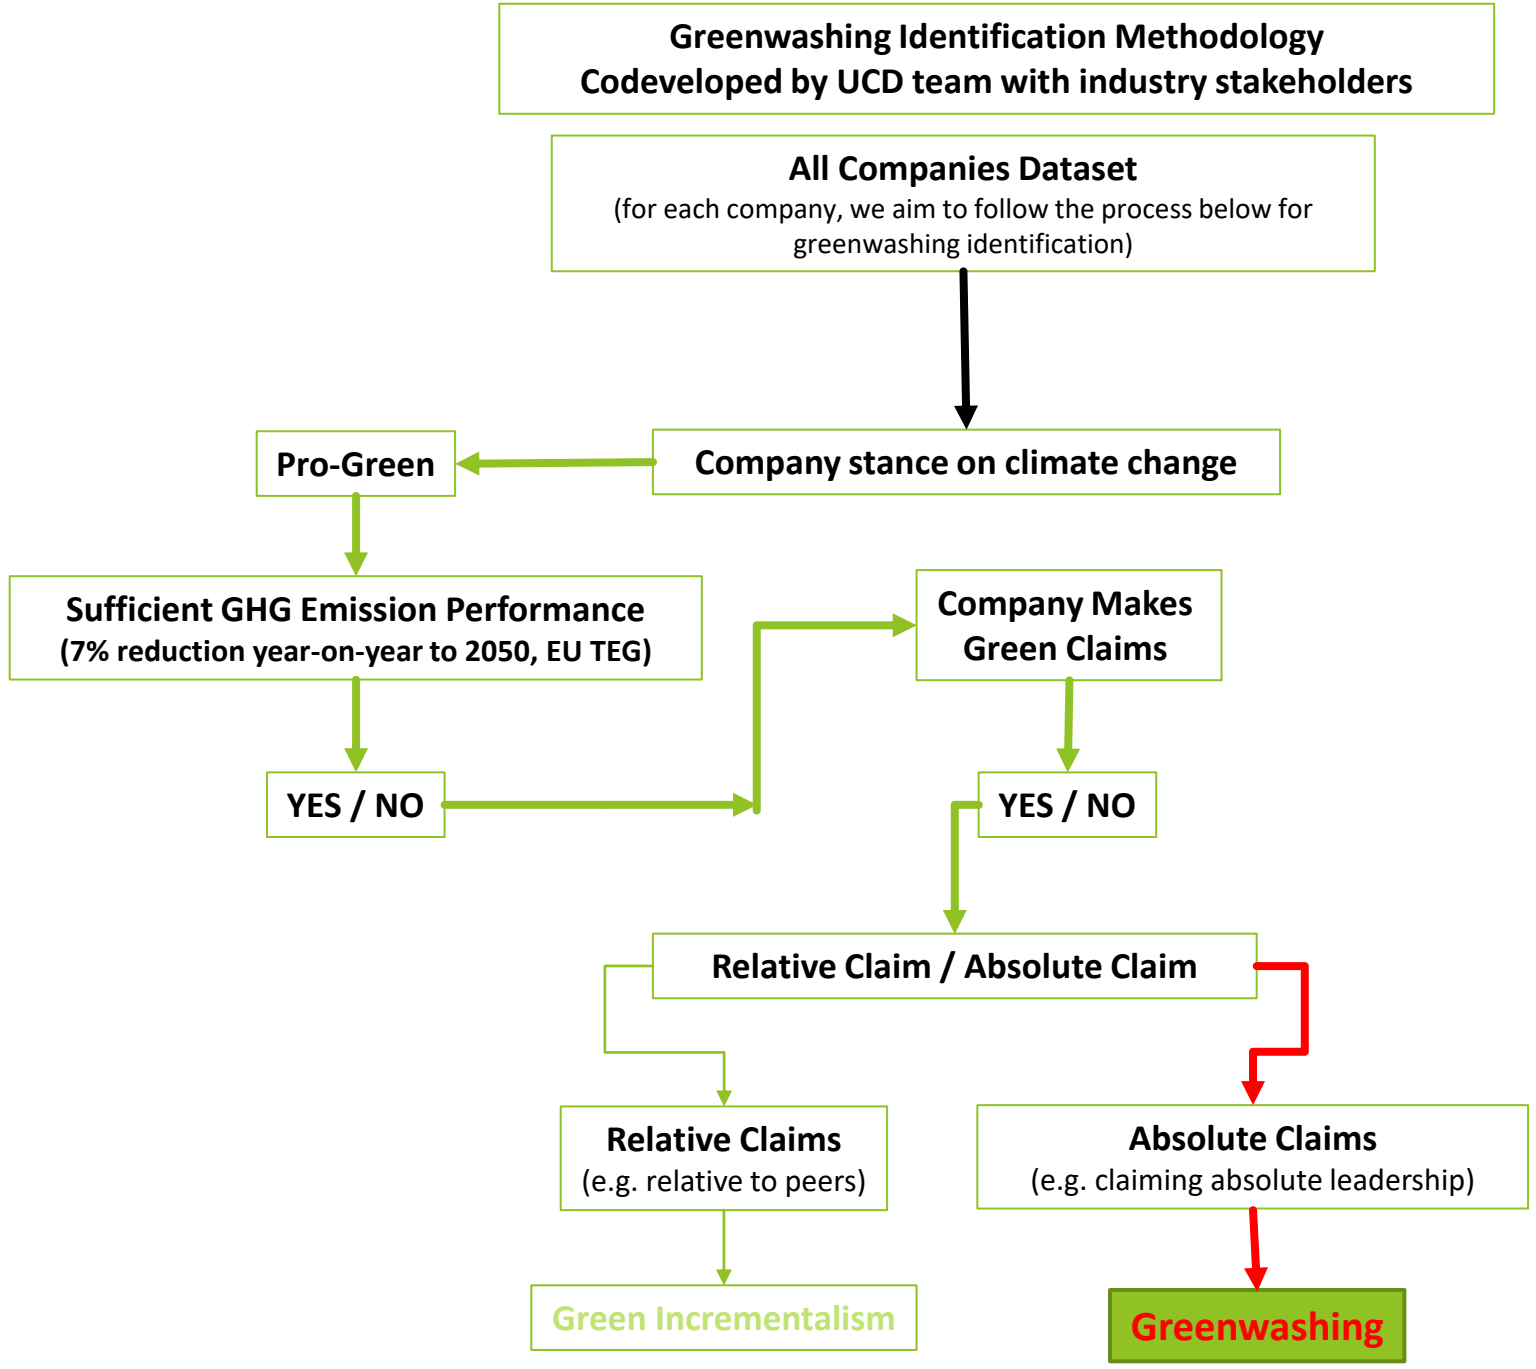 Greenwashing Identification Methodology
Codeveloped by UCD team with industry stakeholders
All Companies Dataset
(for each company, we aim to follow the process below for
greenwashing identification)
Pro-Green
Company stance on climate change
Sufficient GHG Emission Performance
(7% reduction year-on-year to 2050, EU TEG)
Company Makes
Green Claims
YES / NO
YES / NO
Relative Claim / Absolute Claim
Relative Claims
(e.g. relative to peers)
Absolute Claims
(e.g. claiming absolute leadership)
Green Incrementalism
Greenwashing